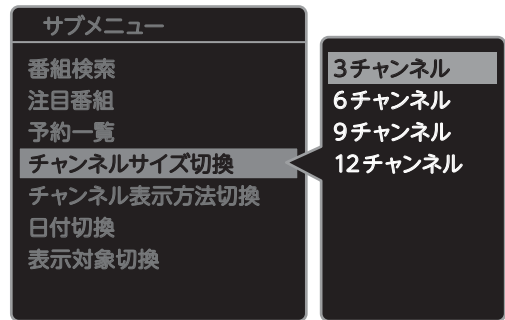 サブメニュー
番組検索
注目番組
予約一覧
チャンネルサイズ切換
チャンネル表示方法切換
日付切換
表示対象切換
3チャンネル
6チャンネル
9チャンネル
12チャンネル